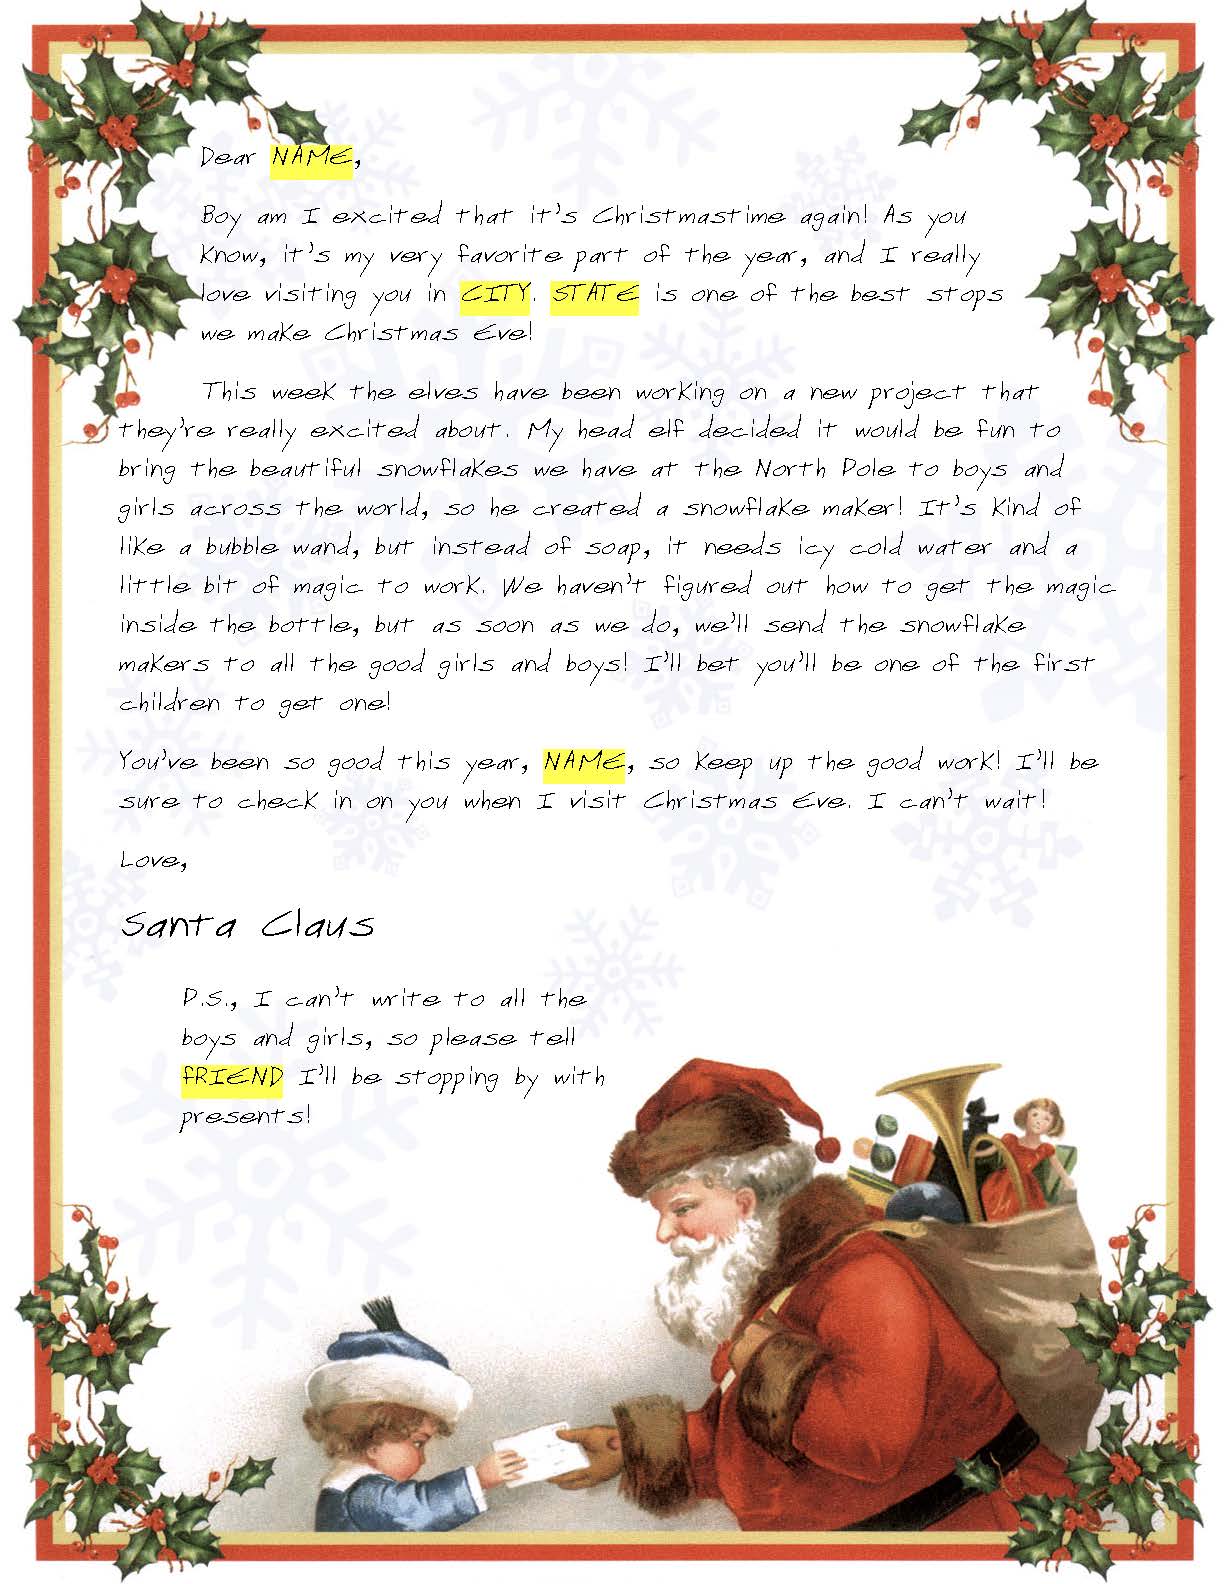 Dear NAME,
Boy am I excited that it's Christmastime again! As you
know, it's my very favorite part of the year, and I really
love visiting you in CITY. STATE is one of the best stops
we make Christmas Eve!
This week the elves have been working on a new project that
they're really excited about. My head elf decided it would be fun to
bring the beautiful snowflakes we have at the North Pole to boys and
girls across the world, so he created a snowflake maker! It's kind of
like a bubble wand, but instead of soap, it needs icy cold water and a
little bit of magic to work. We haven't figured out how to get the magic
inside the bottle, but as soon as we do, we'll send the snowflake
makers to all the good girls and boys! I'll bet you'll be one of the first
children to get one!
You've been so good this year, NAME, so keep up the good work! I'll be
sure to check in on you when I visit Christmas Eve. I can't wait!
Love,
Santa Claus
P.S., I can't write to all the
boys and girls, so please tell
FRIEND I'll be stopping by with
presents!